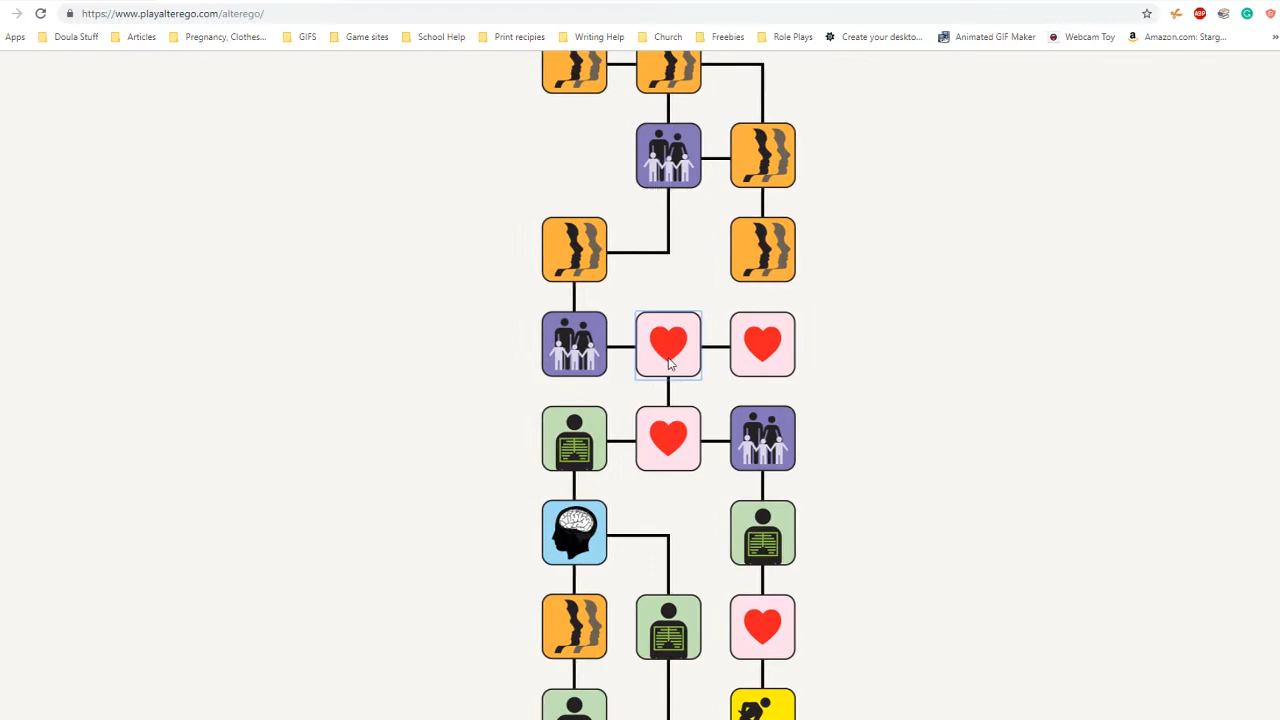 https://www.playalterego.com/alterego/
Apps Doula Stuff Articles Pregnancy, Clothes... GIFS Game sites School Help Print recipies Writing Help Church Freebies Role Plays Create your deskto... Animated GIF Maker Webcam Toy Amazon.com: Starg... »
ABP